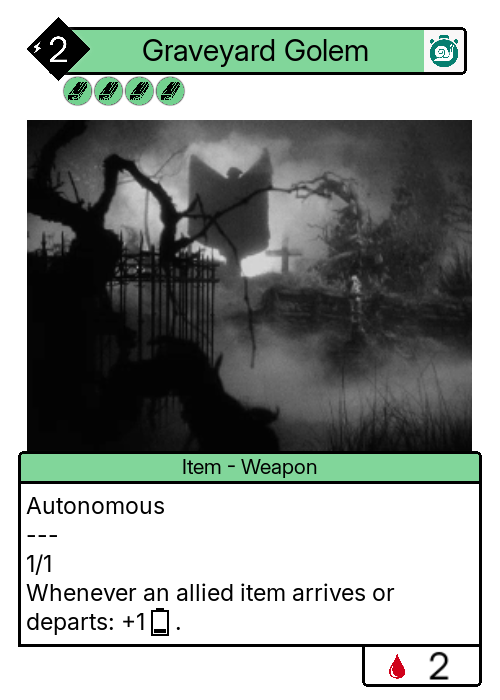 2
Graveyard Golem
Item - Weapon
Autonomous
---
1/1
Whenever an allied item arrives or
departs: +1 .
2